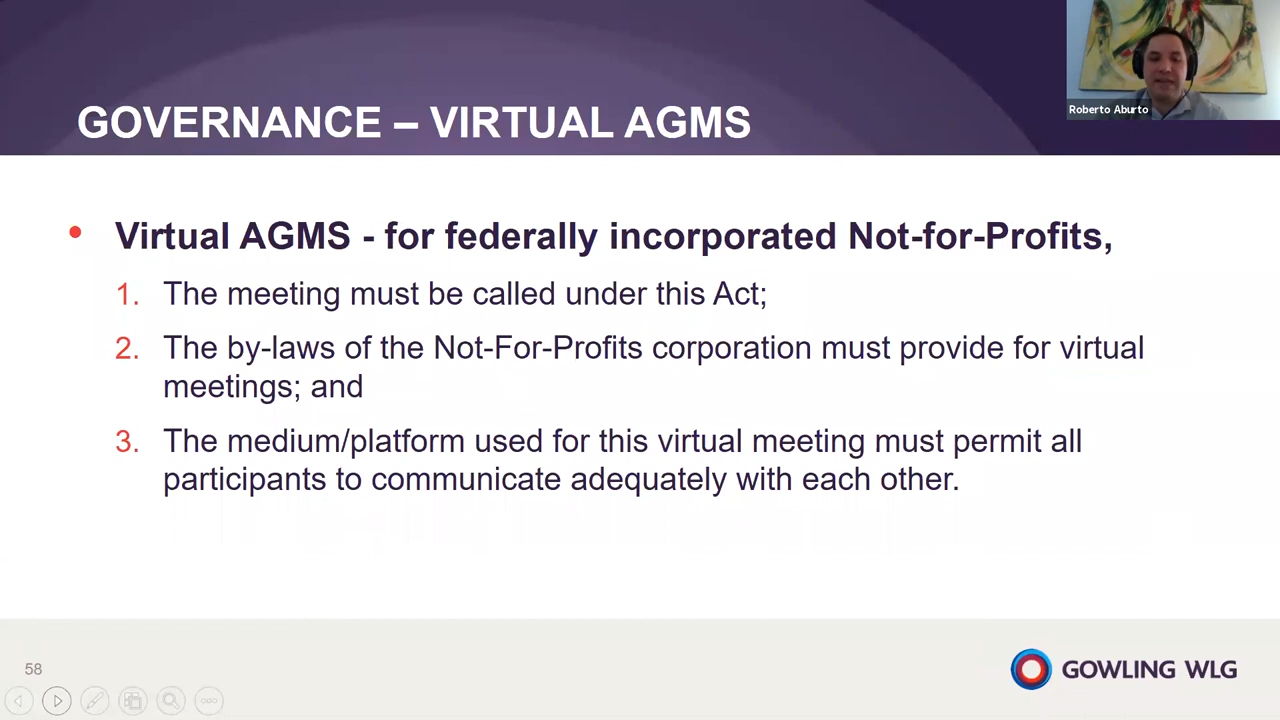 Roberto Aburto
GOVERNANCE – VIRTUAL AGMS
• Virtual AGMS - for federally incorporated Not-for-Profits,
1. The meeting must be called under this Act;
2. The by-laws of the Not-For-Profits corporation must provide for virtual
meetings; and
3. The medium/platform used for this virtual meeting must permit all
participants to communicate adequately with each other.
58
GOWLING WLG